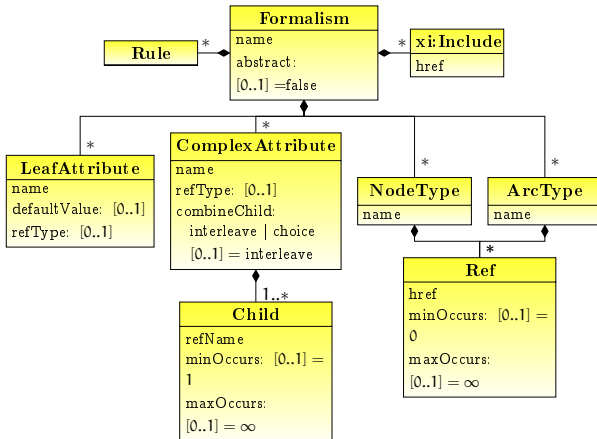 Formalism
name
abstract:
[0..1] =false
Rule
*
*
xi:Include
href
*
*
*
*
LeafAttribute
name
defaultValue: [0..1]
refType: [0..1]
ComplexAttribute
name
refType: [0..1]
combineChild:
interleave | choice
[0..1] = interleave
NodeType
name
ArcType
name
1..*
*
Child
refName
minOccurs: [0..1] =
1
maxOccurs:
[0..1] = ∞
Ref
href
minOccurs: [0..1] =
0
maxOccurs:
[0..1] = ∞